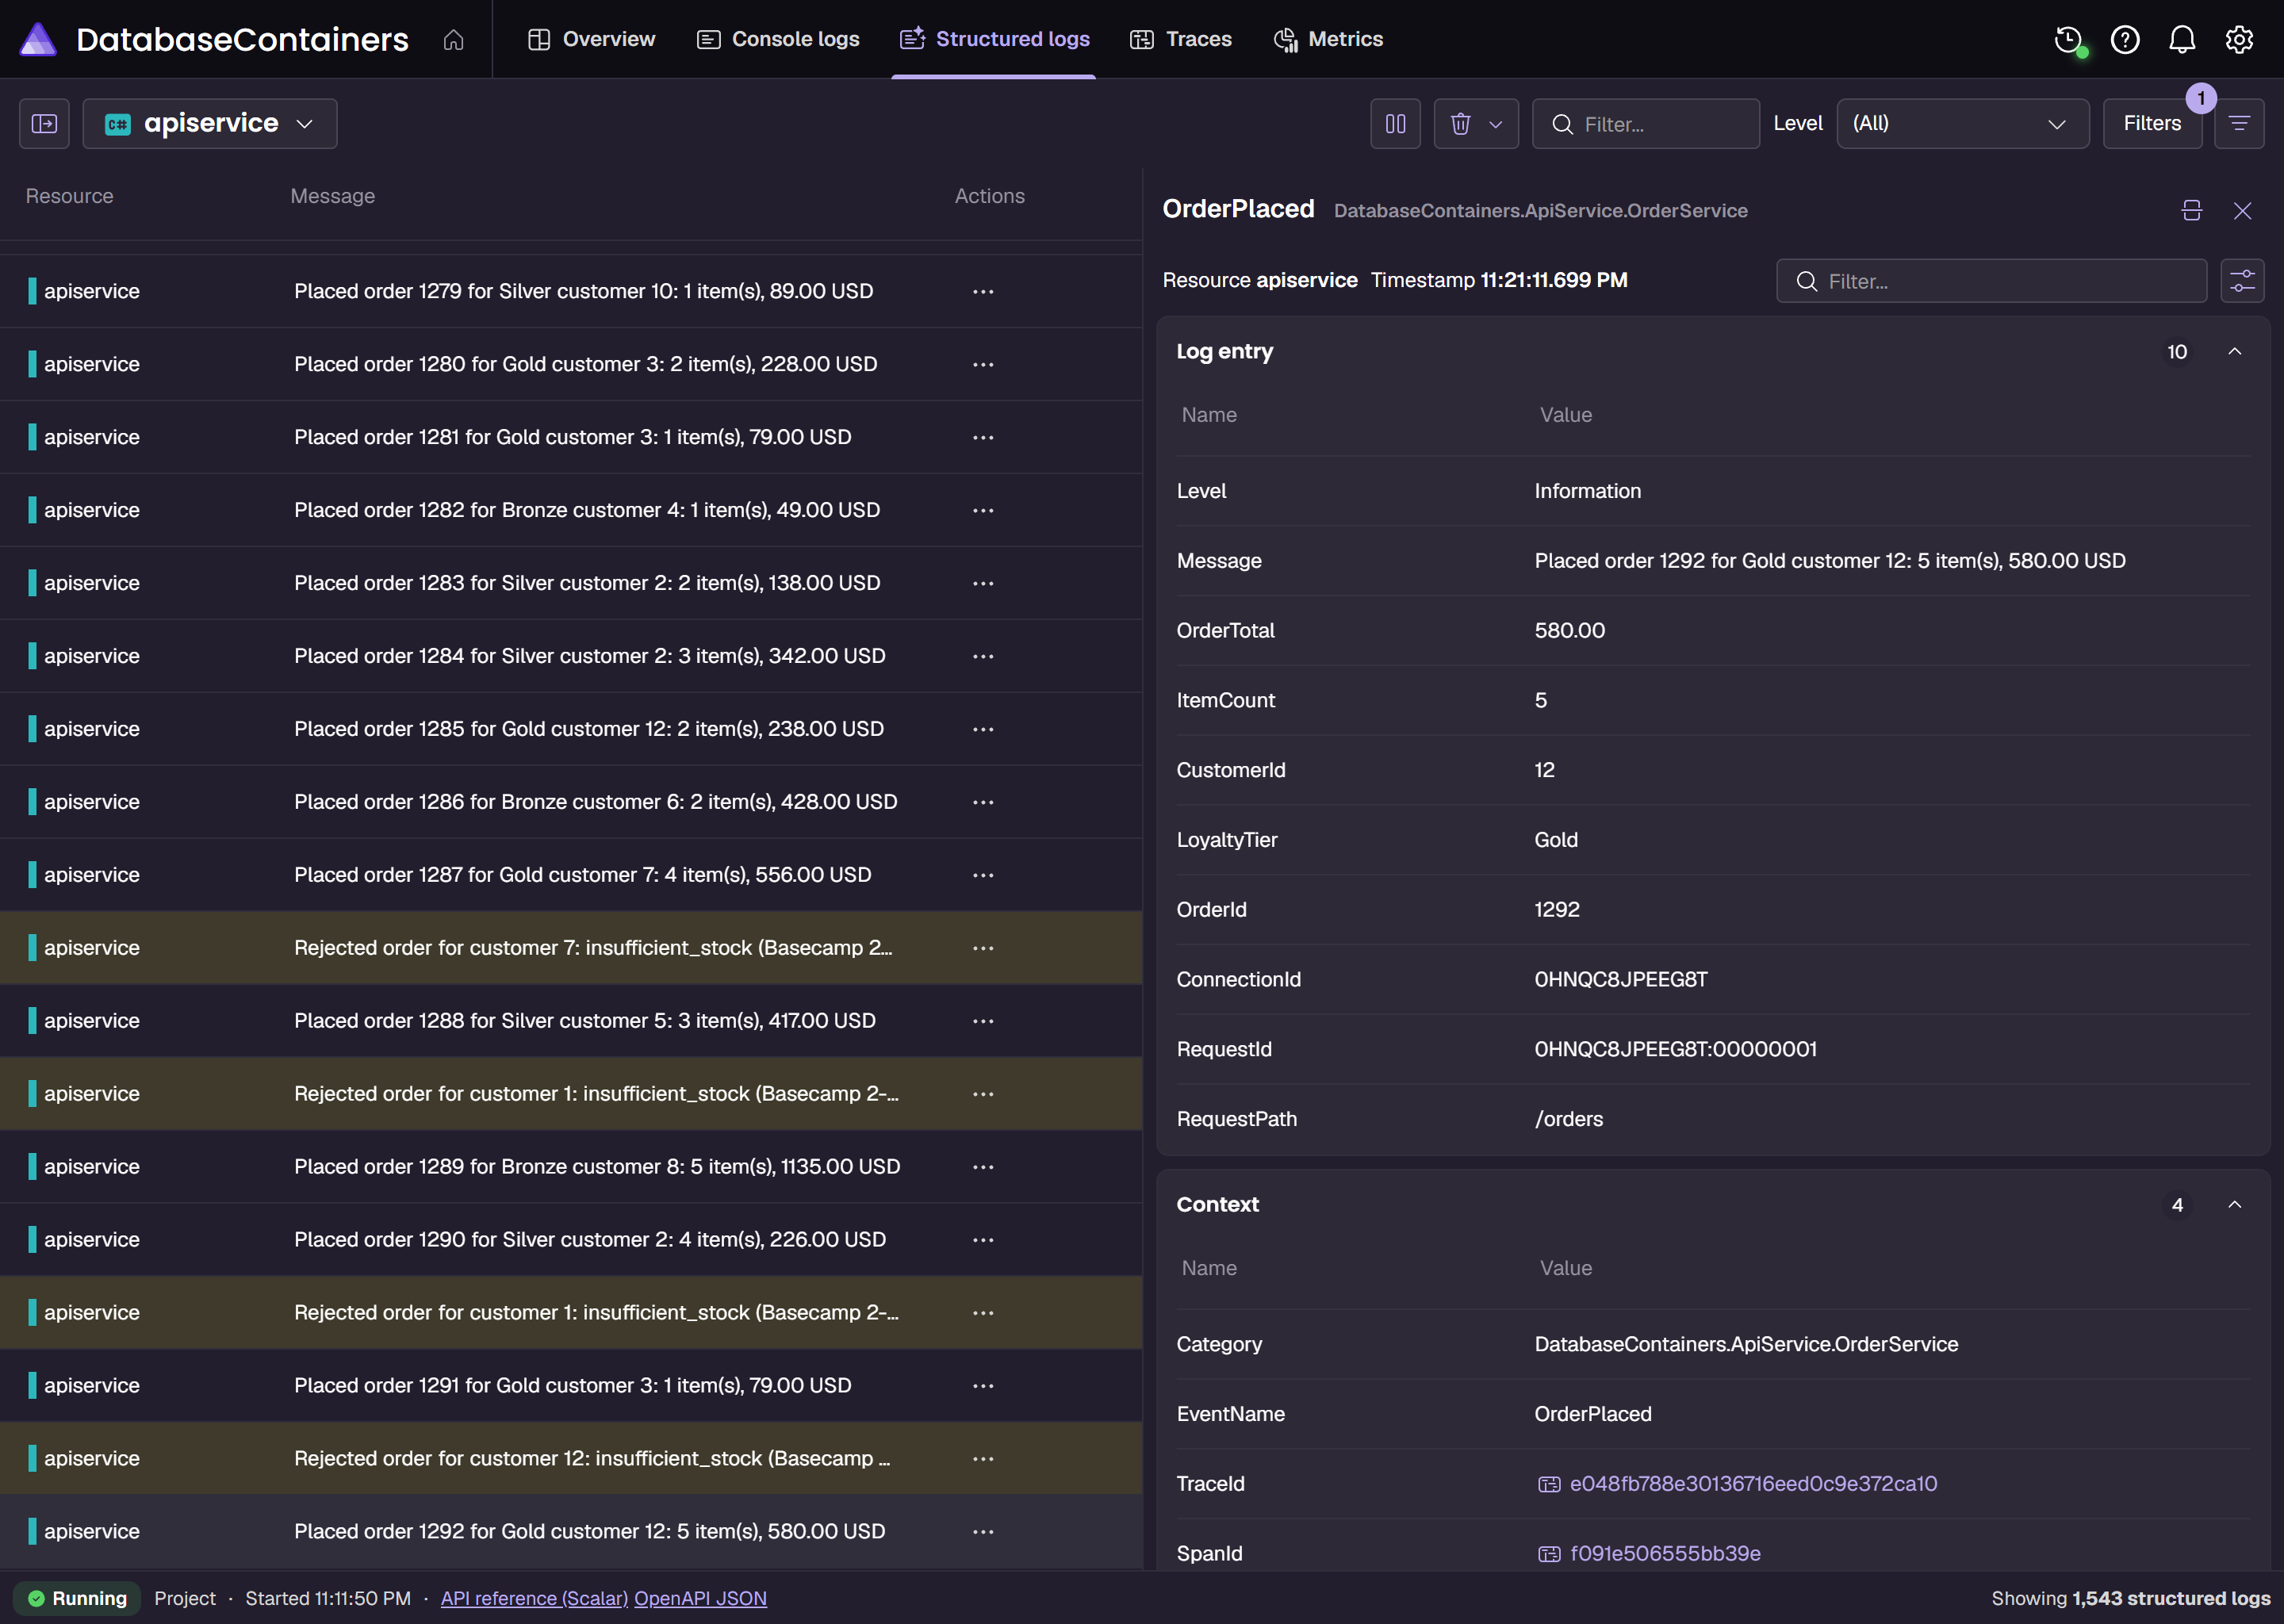 DatabaseContainers
Overview
Console logs
Structured logs
Traces
Metrics
C# apiservice
Filter...
Level
(All)
Filters
1
Resource Message Actions
apiservice Placed order 1279 for Silver customer 10: 1 item(s), 89.00 USD
apiservice Placed order 1280 for Gold customer 3: 2 item(s), 228.00 USD
apiservice Placed order 1281 for Gold customer 3: 1 item(s), 79.00 USD
apiservice Placed order 1282 for Bronze customer 4: 1 item(s), 49.00 USD
apiservice Placed order 1283 for Silver customer 2: 2 item(s), 138.00 USD
apiservice Placed order 1284 for Silver customer 2: 3 item(s), 342.00 USD
apiservice Placed order 1285 for Gold customer 12: 2 item(s), 238.00 USD
apiservice Placed order 1286 for Bronze customer 6: 2 item(s), 428.00 USD
apiservice Placed order 1287 for Gold customer 7: 4 item(s), 556.00 USD
apiservice Rejected order for customer 7: insufficient_stock (Basecamp 2...
apiservice Placed order 1288 for Silver customer 5: 3 item(s), 417.00 USD
apiservice Rejected order for customer 1: insufficient_stock (Basecamp 2-...
apiservice Placed order 1289 for Bronze customer 8: 5 item(s), 1135.00 USD
apiservice Placed order 1290 for Silver customer 2: 4 item(s), 226.00 USD
apiservice Rejected order for customer 1: insufficient_stock (Basecamp 2-...
apiservice Placed order 1291 for Gold customer 3: 1 item(s), 79.00 USD
apiservice Rejected order for customer 12: insufficient_stock (Basecamp ...
apiservice Placed order 1292 for Gold customer 12: 5 item(s), 580.00 USD
OrderPlaced DatabaseContainers.ApiService.OrderService
Resource apiservice Timestamp 11:21:11.699 PM
Filter...
Log entry 10
Name Value
Level Information
Message Placed order 1292 for Gold customer 12: 5 item(s), 580.00 USD
OrderTotal 580.00
ItemCount 5
CustomerId 12
LoyaltyTier Gold
OrderId 1292
ConnectionId 0HNQC8JPEEG8T
RequestId 0HNQC8JPEEG8T:00000001
RequestPath /orders
Context 4
Name Value
Category DatabaseContainers.ApiService.OrderService
EventName OrderPlaced
TraceId e048fb788e30136716eed0c9e372ca10
SpanId f091e506555bb39e
Running Project · Started 11:11:50 PM · API reference (Scalar) OpenAPI JSON
Showing 1,543 structured logs